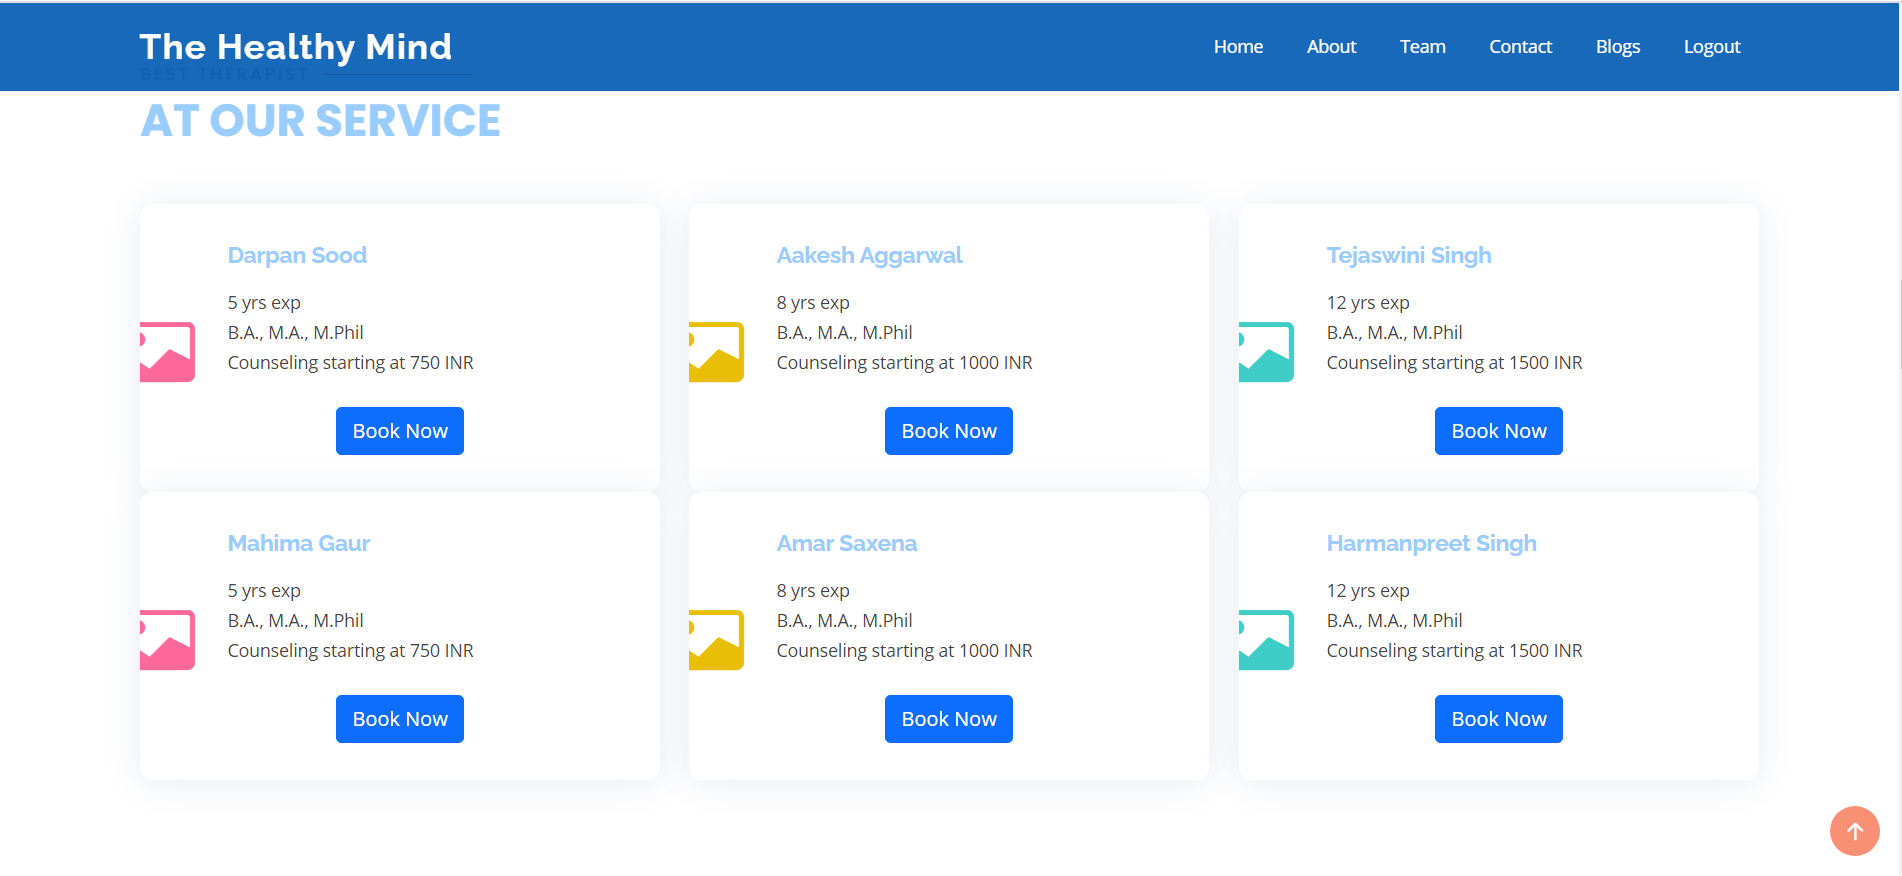 The Healthy Mind
Home About Team Contact Blogs Logout
BEST THERAPIST
AT OUR SERVICE
Darpan Sood
5 yrs exp
B.A., M.A., M.Phil
Counseling starting at 750 INR
Book Now
Aakesh Aggarwal
8 yrs exp
B.A., M.A., M.Phil
Counseling starting at 1000 INR
Book Now
Tejaswini Singh
12 yrs exp
B.A., M.A., M.Phil
Counseling starting at 1500 INR
Book Now
Mahima Gaur
5 yrs exp
B.A., M.A., M.Phil
Counseling starting at 750 INR
Book Now
Amar Saxena
8 yrs exp
B.A., M.A., M.Phil
Counseling starting at 1000 INR
Book Now
Harmanpreet Singh
12 yrs exp
B.A., M.A., M.Phil
Counseling starting at 1500 INR
Book Now